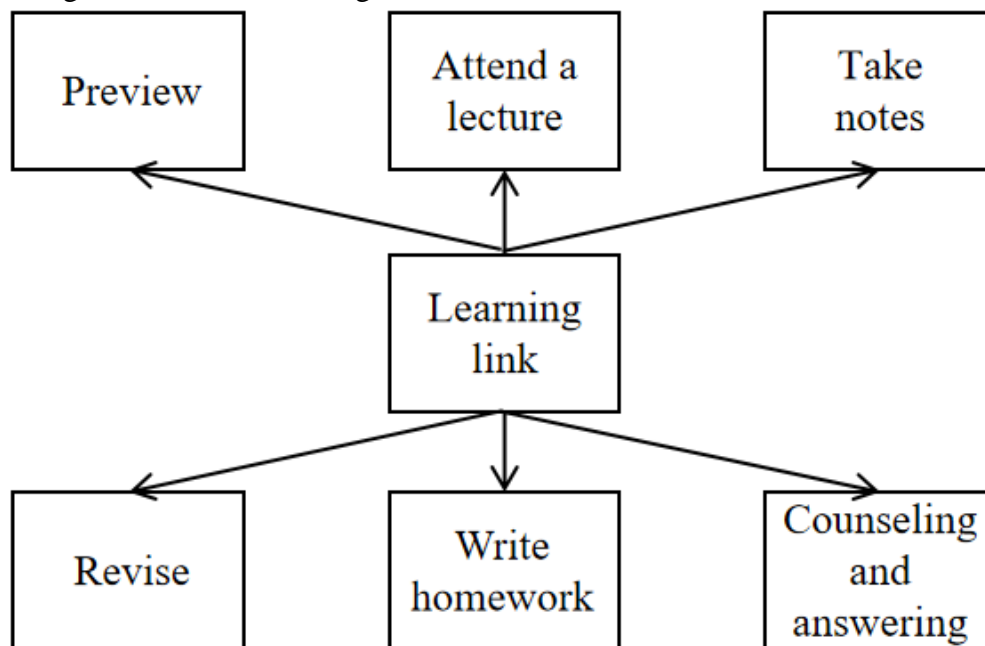 Preview
Attend a
lecture
Take
notes
Learning
link
Revise
Write
homework
Counseling
and
answering